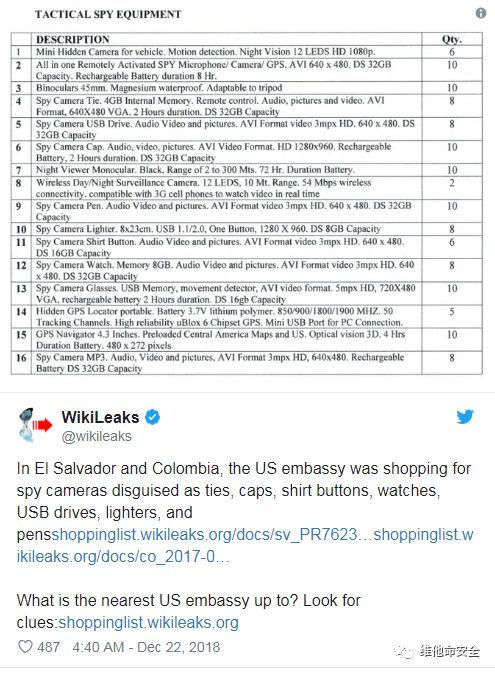 TACTICAL SPY EQUIPMENT
DESCRIPTION Qty.
1 Mini Hidden Camera for vehicle. Motion detection. Night Vision 12 LEDS HD 1080p. 6
2 All in one Remotely Activated SPY Microphone/ Camera/ GPS. AVI 640 x 480. DS 32GB 10
Capacity. Rechargeable Battery duration 8 Hr.
3 Binoculars 45mm. Magnesium waterproof. Adaptable to tripod 10
4 Spy Camera Tie. 4GB Internal Memory. Remote control. Audio, pictures and video. AVI 8
Format, 640X480 VGA. 2 Hours duration. DS 32GB Capacity
5 Spy Camera USB Drive. Audio Video and pictures. AVI Format video 3mpx HD. 640 x 480. DS 8
32GB Capacity
6 Spy Camera Cap. Audio, video, pictures. AVI Video Format. HD 1280x960. Rechargeable 10
Battery, 2 Hours duration. DS 32GB Capacity
7 Night Viewer Monocular. Black, Range of 2 to 300 Mts. 72 Hr. Duration Battery. 10
8 Wireless Day/Night Surveillance Camera. 12 LEDS, 10 Mt. Range. 54 Mbps wireless 2
connectivity. compatible with 3G cell phones to watch video in real time
9 Spy Camera Pen. Audio Video and pictures. AVI Format video 3mpx HD. 640 x 480. DS 32GB 10
Capacity
10 Spy Camera Lighter. 8x23cm. USB 1.1/2.0, One Button, 1280 X 960. DS 8GB Capacity 8
11 Spy Camera Shirt Button. Audio Video and pictures. AVI Format video 3mpx HD. 640 x 480. 6
DS 16GB Capacity
12 Spy Camera Watch. Memory 8GB. Audio Video and pictures. AVI Format video 3mpx HD. 640 8
x 480. DS 32GB Capacity
13 Spy Camera Glasses. USB Memory, movement detector, AVI video format. 5mpx HD, 720X480 10
VGA, rechargeable battery 2 Hours duration. DS 16gb Capacity
14 Hidden GPS Locator portable. Battery 3.7V lithium polymer. 850/900/1800/1900 MHZ. 50 5
Tracking Channels. High reliability uBlox 6 Chipset GPS. Mini USB Port for PC Connection.
15 GPS Navigator 4.3 Inches. Preloaded Central America Maps and US. Optical vision 3D. 4 Hrs 10
Duration Battery. 480 x 272 pixels
16 Spy Camera MP3. Audio, Video and pictures, AVI Format 3mpx HD, 640x480. Rechargeable 8
Battery DS 32GB Capacity
WikiLeaks
@wikileaks
In El Salvador and Colombia, the US embassy was shopping for
spy cameras disguised as ties, caps, shirt buttons, watches,
USB drives, lighters, and
pensshoppinglist.wikileaks.org/docs/sv_PR7623…shoppinglist.w
ikileaks.org/docs/co_2017-0…
What is the nearest US embassy up to? Look for
clues:shoppinglist.wikileaks.org
487 4:40 AM - Dec 22, 2018
维他命安全